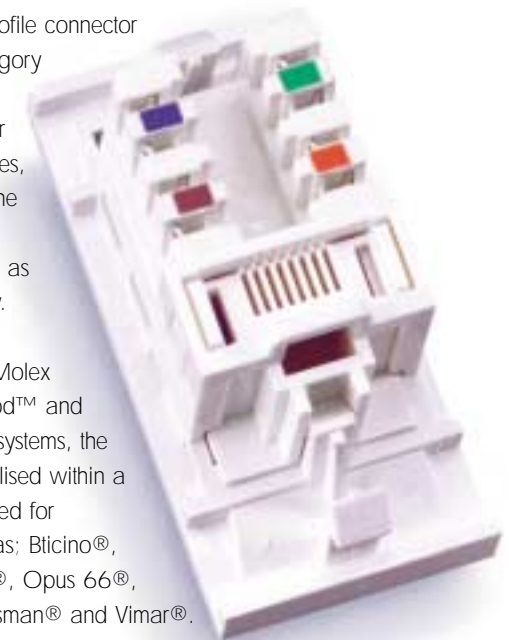 ofile connector
gory
r
es,
ne
as
.
Molex
od™ and
systems, the
lised within a
ed for
as; Bticino®,
®, Opus 66®,
sman® and Vimar®.